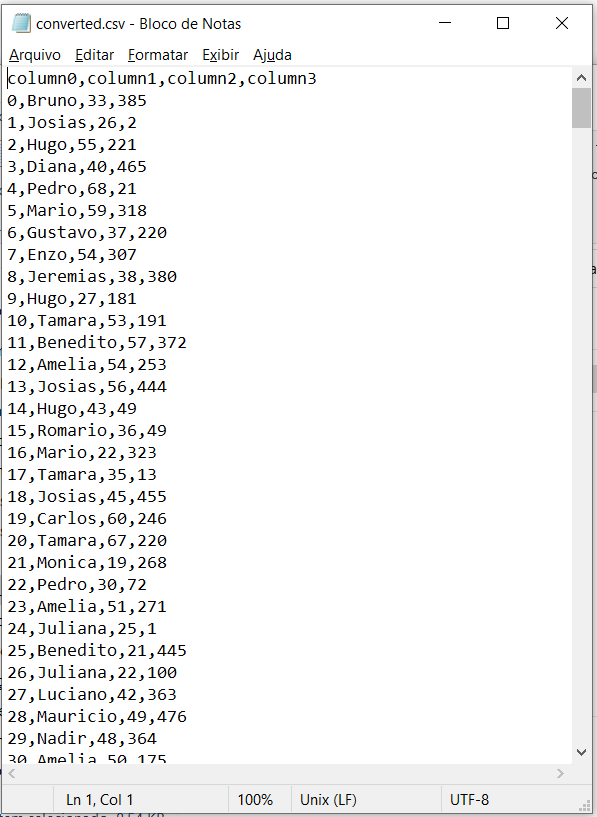 converted.csv - Bloco de Notas
Arquivo Editar Formatar Exibir Ajuda
column0,column1,column2,column3
0,Bruno,33,385
1,Josias,26,2
2,Hugo,55,221
3,Diana,40,465
4,Pedro,68,21
5,Mario,59,318
6,Gustavo,37,220
7,Enzo,54,307
8,Jeremias,38,380
9,Hugo,27,181
10,Tamara,53,191
11,Benedito,57,372
12,Amelia,54,253
13,Josias,56,444
14,Hugo,43,49
15,Romario,36,49
16,Mario,22,323
17,Tamara,35,13
18,Josias,45,455
19,Carlos,60,246
20,Tamara,67,220
21,Monica,19,268
22,Pedro,30,72
23,Amelia,51,271
24,Juliana,25,1
25,Benedito,21,445
26,Juliana,22,100
27,Luciano,42,363
28,Mauricio,49,476
29,Nadir,48,364
30,Amelia,50,175
Ln 1, Col 1 100% Unix (LF) UTF-8